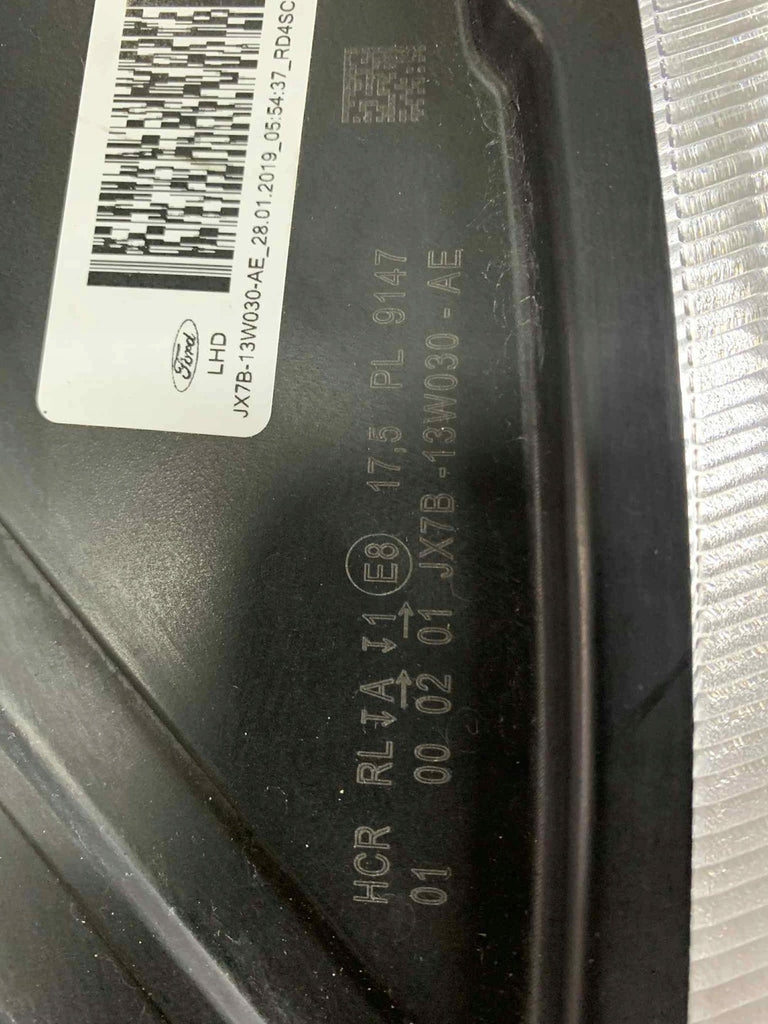 Ford
LHD
JX7B-13W030-AE_28.01.2019_05:54:37_RD4SC
HCR RL ↧A ↧1 E8 17,5 PL 9147
→ →
01 00 02 01 JX7B -13W030 - AE